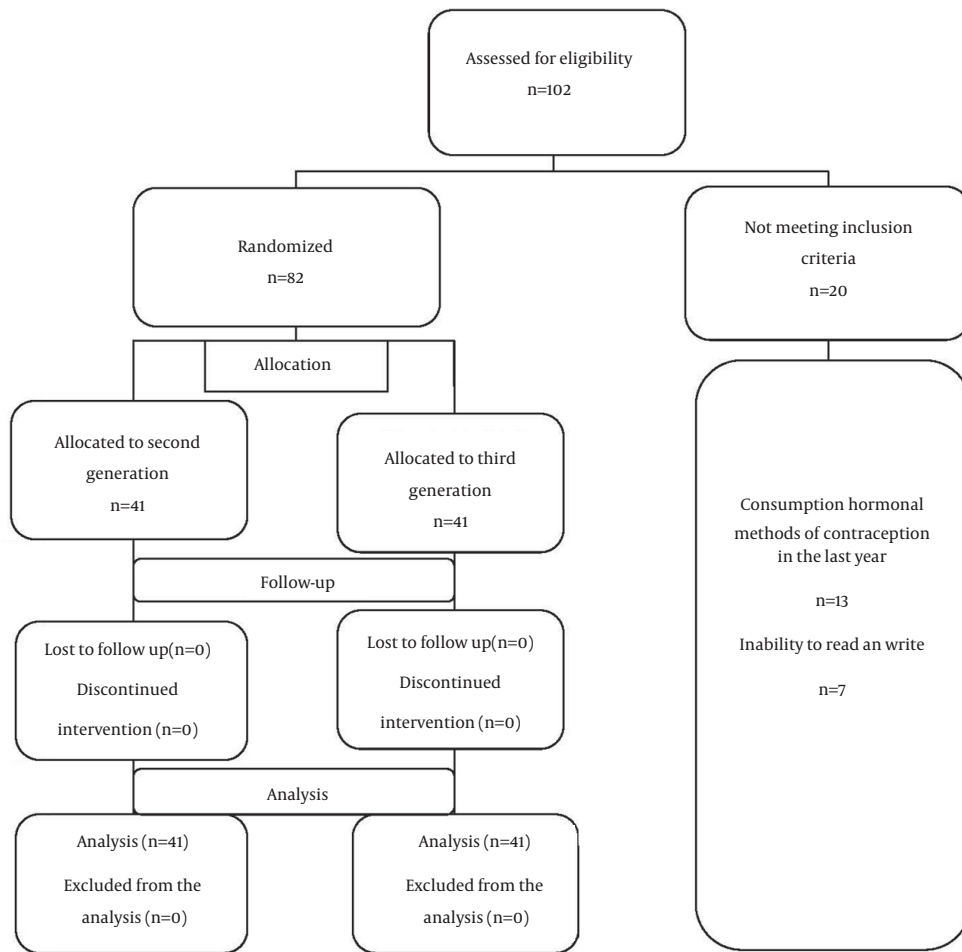 Assessed for eligibility
n=102
Randomized
n=82
Not meeting inclusion
criteria
n=20
Allocation
Allocated to second
generation
n=41
Allocated to third
generation
n=41
Consumption hormonal
methods of contraception
in the last year
n=13
Inability to read an write
n=7
Follow-up
Lost to follow up(n=0)
Discontinued
intervention (n=0)
Lost to follow up(n=0)
Discontinued
intervention (n=0)
Analysis
Analysis (n=41)
Excluded from the
analysis (n=0)
Analysis (n=41)
Excluded from the
analysis (n=0)